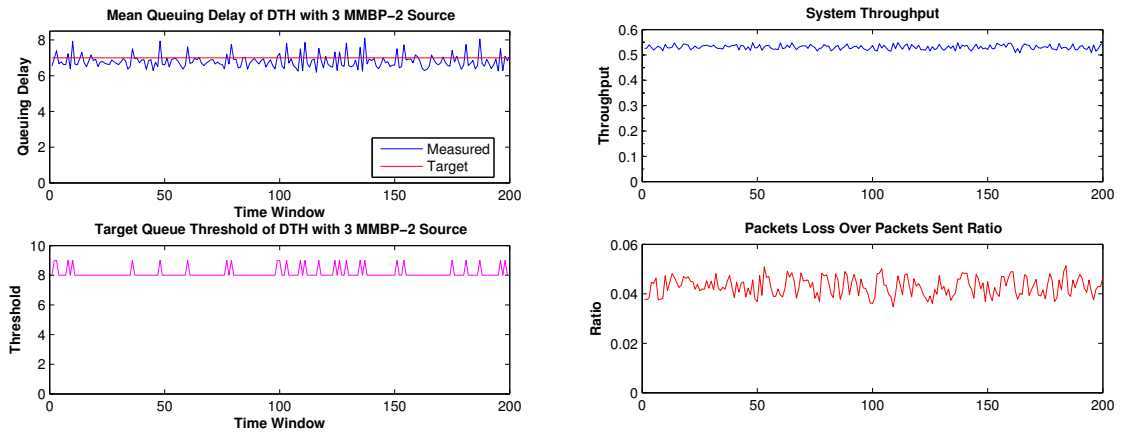 Mean Queuing Delay of DTH with 3 MMBP-2 Source
8
6
4
2
0
Queuing Delay
Measured
Target
0 50 100 150 200
Time Window
System Throughput
0.6
0.5
0.4
0.3
0.2
0.1
0
Throughput
0 50 100 150 200
Target Queue Threshold of DTH with 3 MMBP-2 Source
10
8
6
4
2
0
Threshold
0 50 100 150 200
Time Window
Packets Loss Over Packets Sent Ratio
0.06
0.04
0.02
0
Ratio
0 50 100 150 200